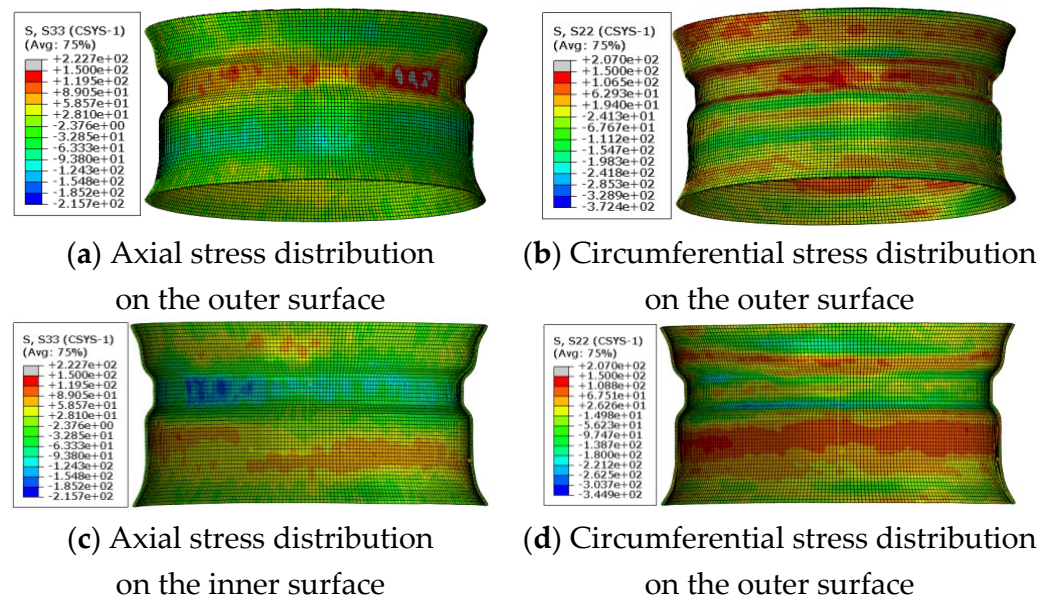 S, S33 (CSYS-1)
(Avg: 75%)
+2.227e+02
+1.500e+02
+1.195e+02
+8.905e+01
+5.857e+01
+2.810e+01
-2.376e+00
-3.285e+01
-6.333e+01
-9.380e+01
-1.243e+02
-1.548e+02
-1.852e+02
-2.157e+02
S, S22 (CSYS-1)
(Avg: 75%)
+2.070e+02
+1.500e+02
+1.065e+02
+6.293e+01
+1.940e+01
-2.413e+01
-6.767e+01
-1.112e+02
-1.547e+02
-1.983e+02
-2.418e+02
-2.853e+02
-3.289e+02
-3.724e+02
(a) Axial stress distribution
on the outer surface
(b) Circumferential stress distribution
on the outer surface
S, S33 (CSYS-1)
(Avg: 75%)
+2.227e+02
+1.500e+02
+1.195e+02
+8.905e+01
+5.857e+01
+2.810e+01
-2.376e+00
-3.285e+01
-6.333e+01
-9.380e+01
-1.243e+02
-1.548e+02
-1.852e+02
-2.157e+02
S, S22 (CSYS-1)
(Avg: 75%)
+2.070e+02
+1.500e+02
+1.088e+02
+6.751e+01
+2.626e+01
-1.498e+01
-5.623e+01
-9.747e+01
-1.387e+02
-1.800e+02
-2.212e+02
-2.625e+02
-3.037e+02
-3.449e+02
(c) Axial stress distribution
on the inner surface
(d) Circumferential stress distribution
on the outer surface